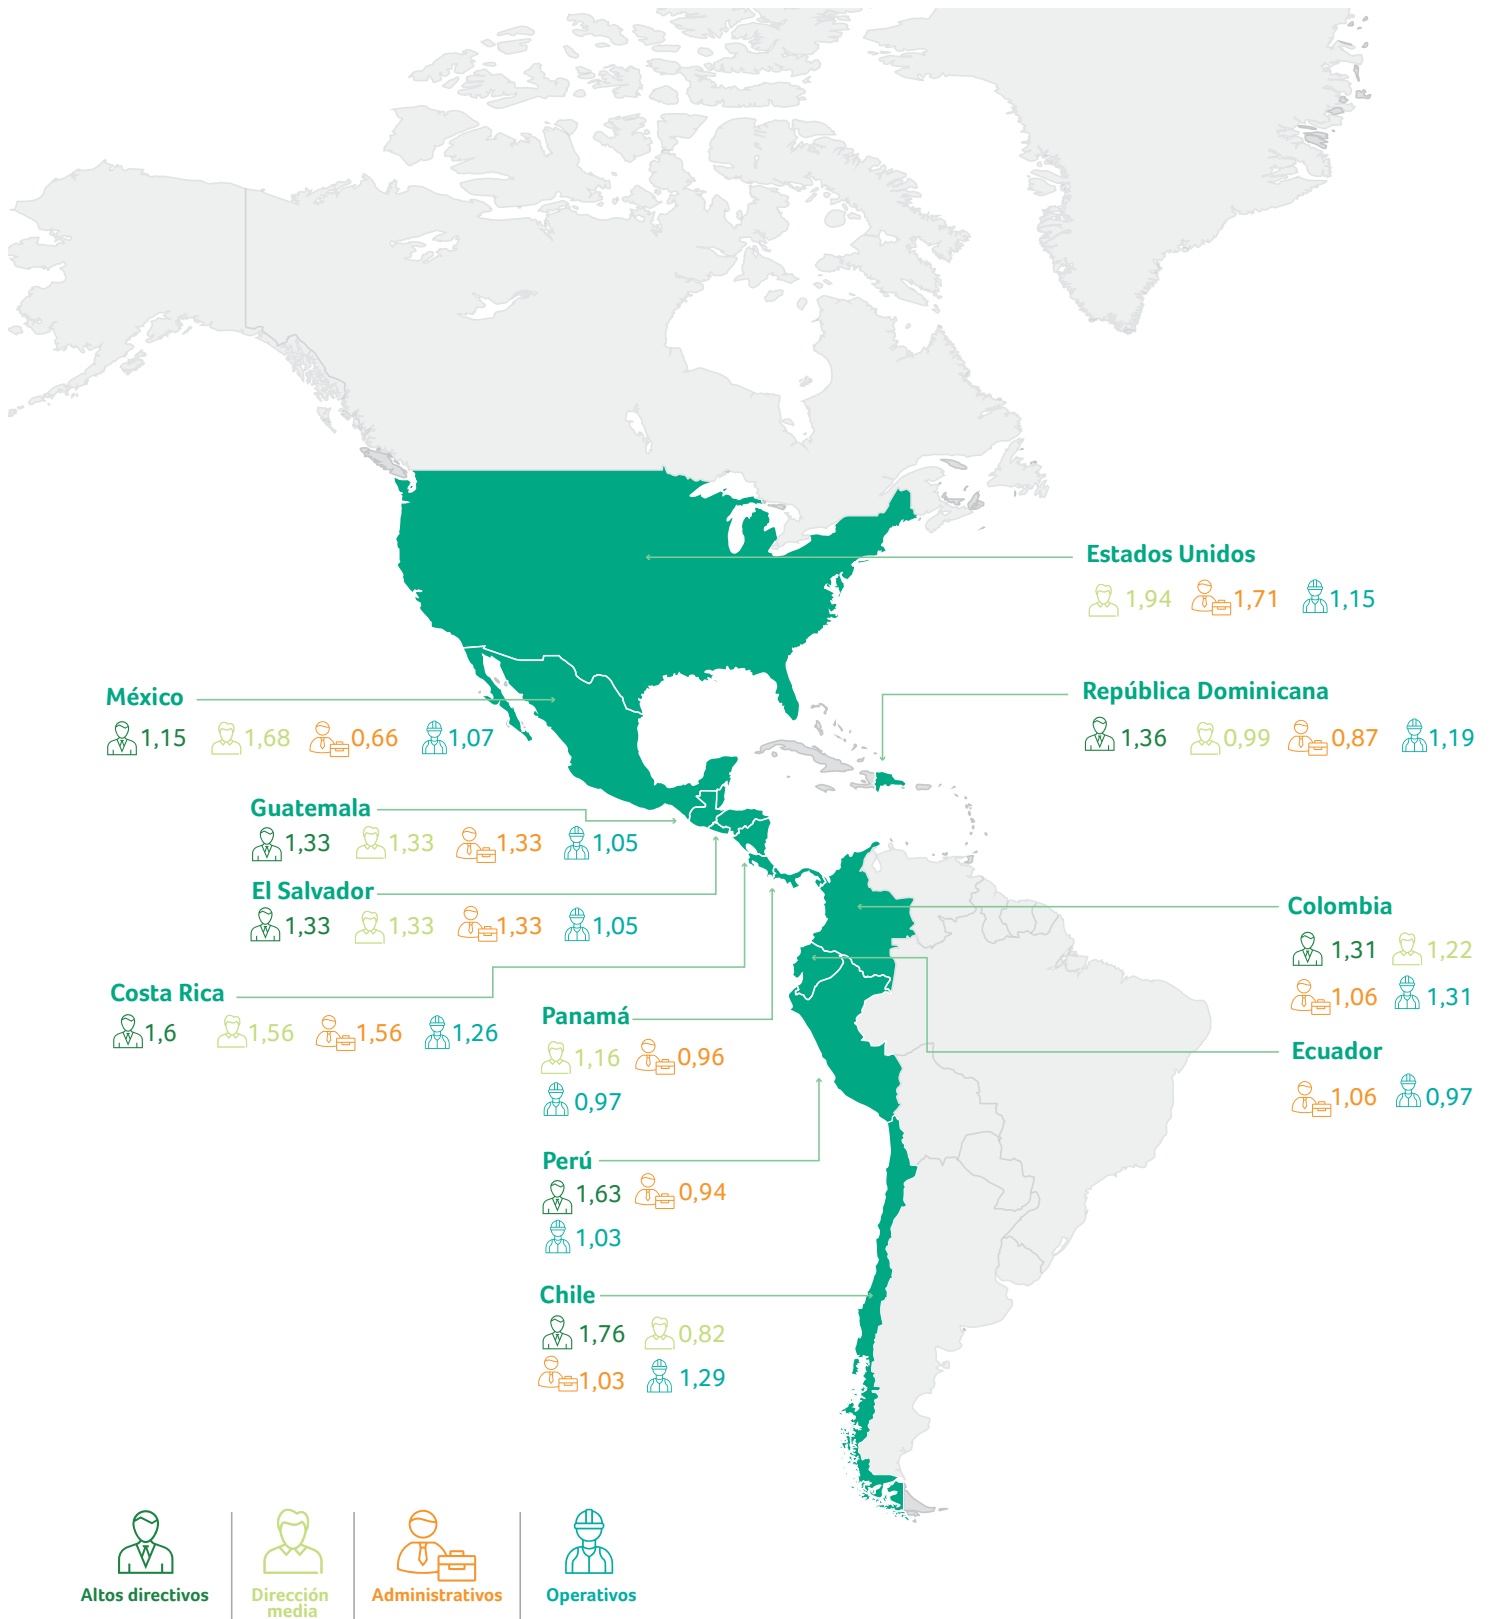 Estados Unidos
1,94 1,71 1,15
México
1,15 1,68 0,66 1,07
República Dominicana
1,36 0,99 0,87 1,19
Guatemala
1,33 1,33 1,33 1,05
El Salvador
1,33 1,33 1,33 1,05
Costa Rica
1,6 1,56 1,56 1,26
Colombia
1,31 1,22
1,06 1,31
Panamá
1,16 0,96
0,97
Ecuador
1,06 0,97
Perú
1,63 0,94
1,03
Chile
1,76 0,82
1,03 1,29
Altos directivos
Dirección
media
Administrativos
Operativos